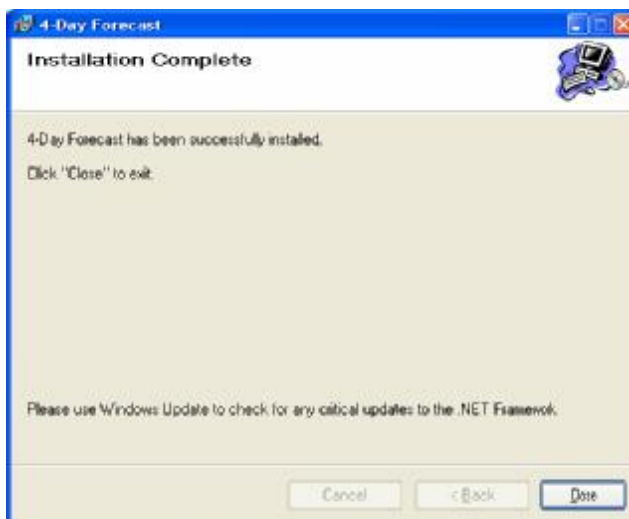 4-Day Forecast
Installation Complete
4-Day Forecast has been successfully installed.
Click "Close" to exit.
Please use Windows Update to check for any critical updates to the .NET Framework.
Cancel
< Back
Close